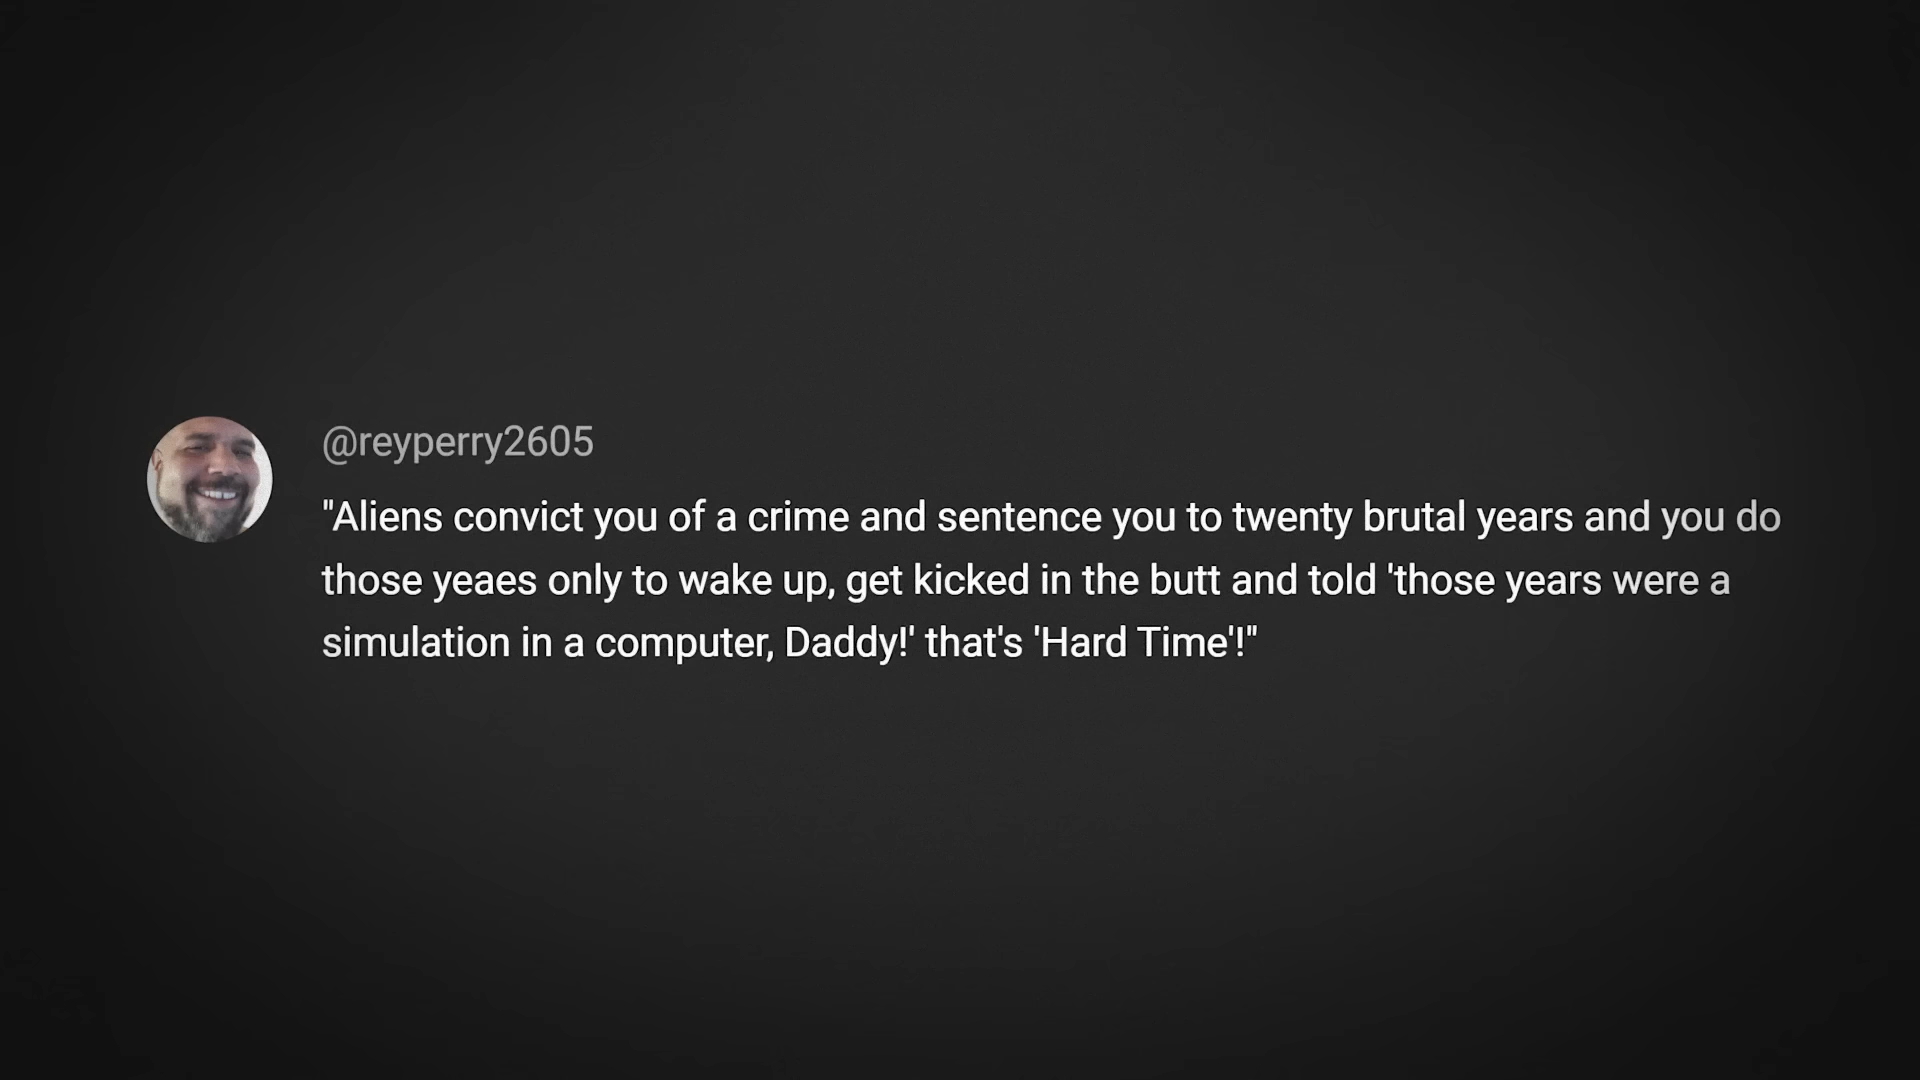 @reyperry2605
"Aliens convict you of a crime and sentence you to twenty brutal years and you do
those yeaes only to wake up, get kicked in the butt and told 'those years were a
simulation in a computer, Daddy!' that's 'Hard Time'!"